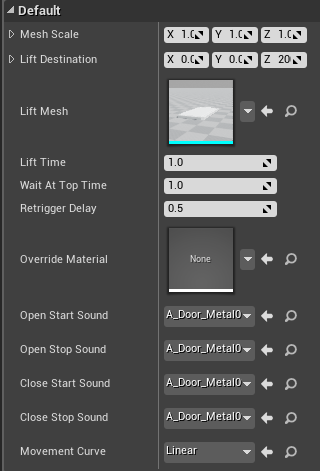 Default
Mesh Scale X 1.0 Y 1.0 Z 1.0
Lift Destination X 0.0 Y 0.0 Z 20
Lift Mesh
Lift Time 1.0
Wait At Top Time 1.0
Retrigger Delay 0.5
Override Material None
Open Start Sound A_Door_Metal0
Open Stop Sound A_Door_Metal0
Close Start Sound A_Door_Metal0
Close Stop Sound A_Door_Metal0
Movement Curve Linear